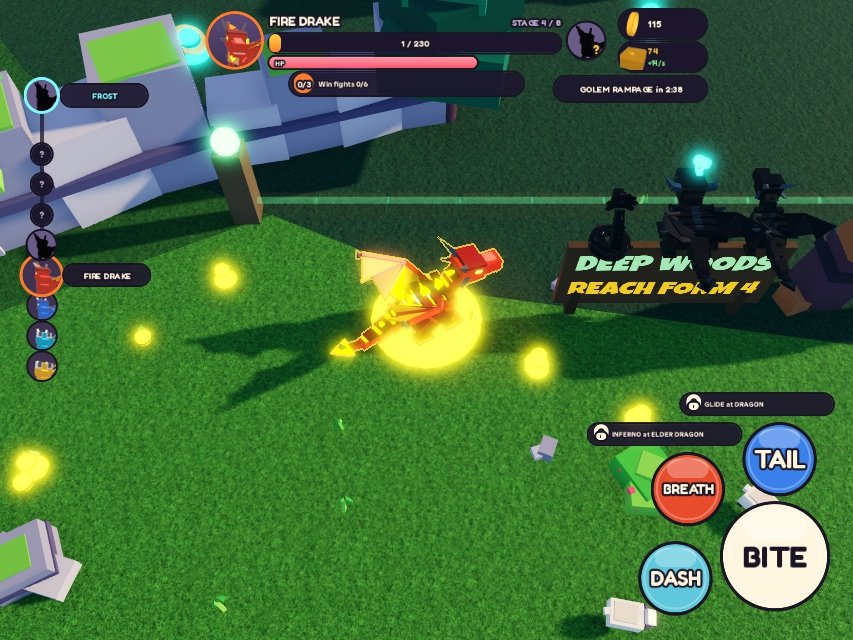 FIRE DRAKE
STAGE 4 / 8
1 / 230
HP
0/3 Win fights 0/6
?
115
74
+9/s
GOLEM RAMPAGE in 2:38
FROST
?
?
?
FIRE DRAKE
DEEP WOODS
REACH FORM 4
GLIDE at DRAGON
INFERNO at ELDER DRAGON
TAIL
BREATH
BITE
DASH